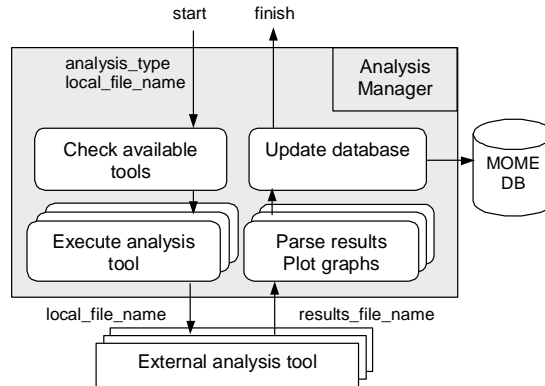 start
finish
analysis_type
local_file_name
Analysis
Manager
Check available
tools
Update database
MOME
DB
Execute analysis
tool
Parse results
Plot graphs
local_file_name
results_file_name
External analysis tool